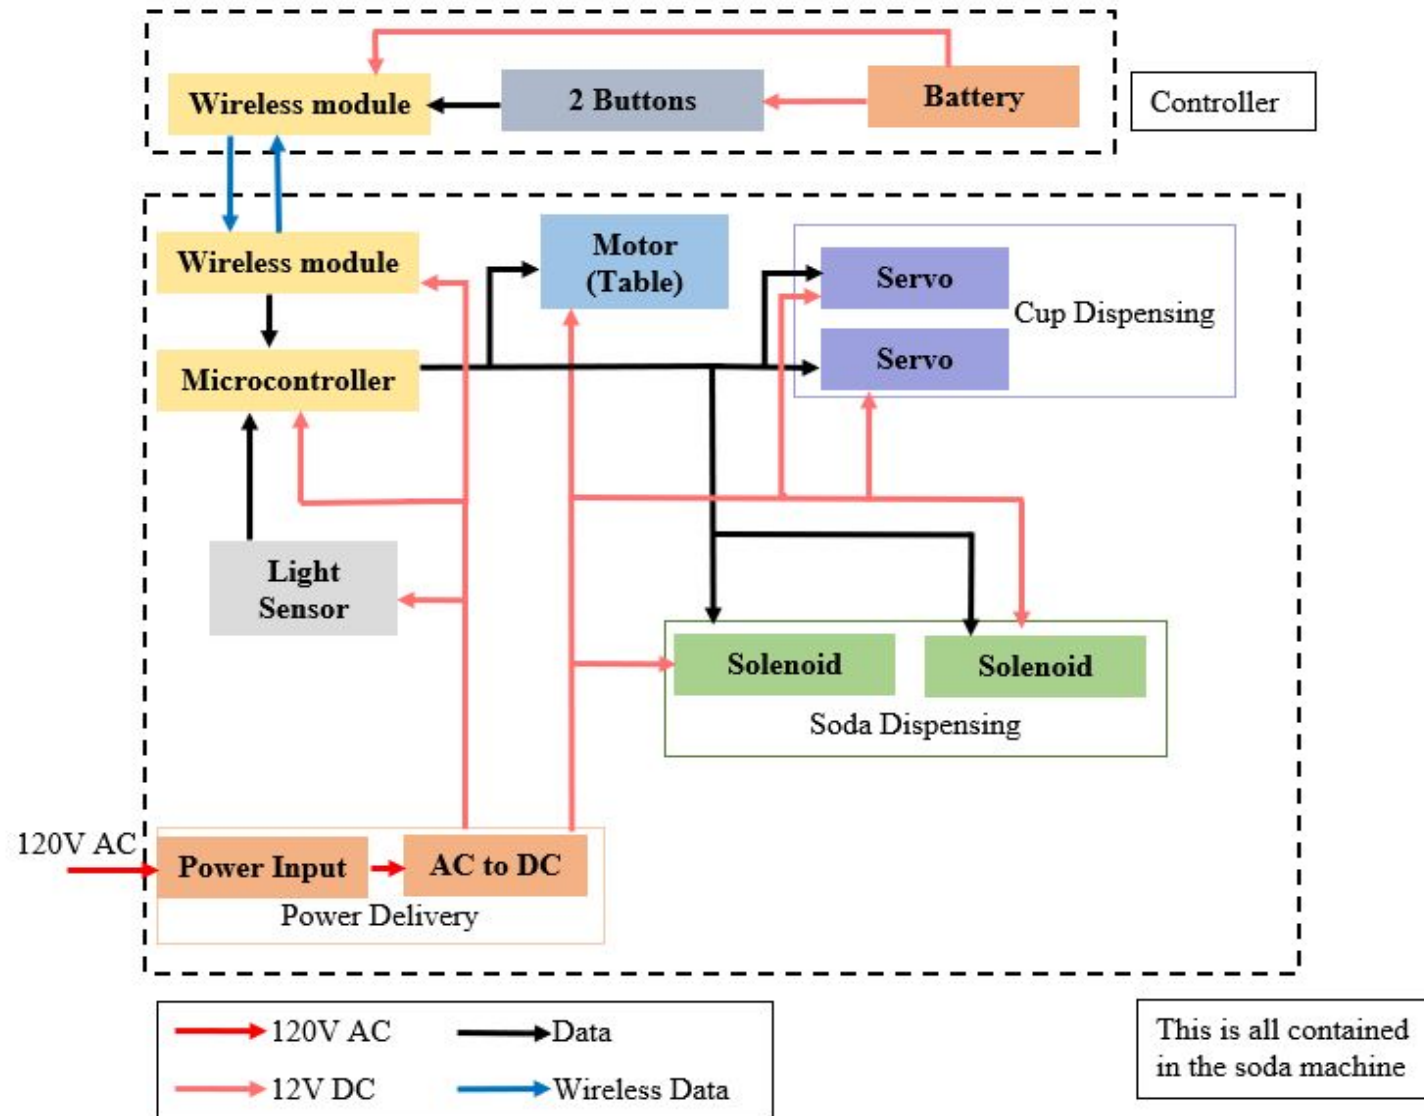 Wireless module
2 Buttons
Battery
Controller
Wireless module
Motor
(Table)
Servo
Cup Dispensing
Servo
Microcontroller
Light
Sensor
Solenoid
Solenoid
Soda Dispensing
120V AC
Power Input
AC to DC
Power Delivery
120V AC
Data
12V DC
Wireless Data
This is all contained
in the soda machine